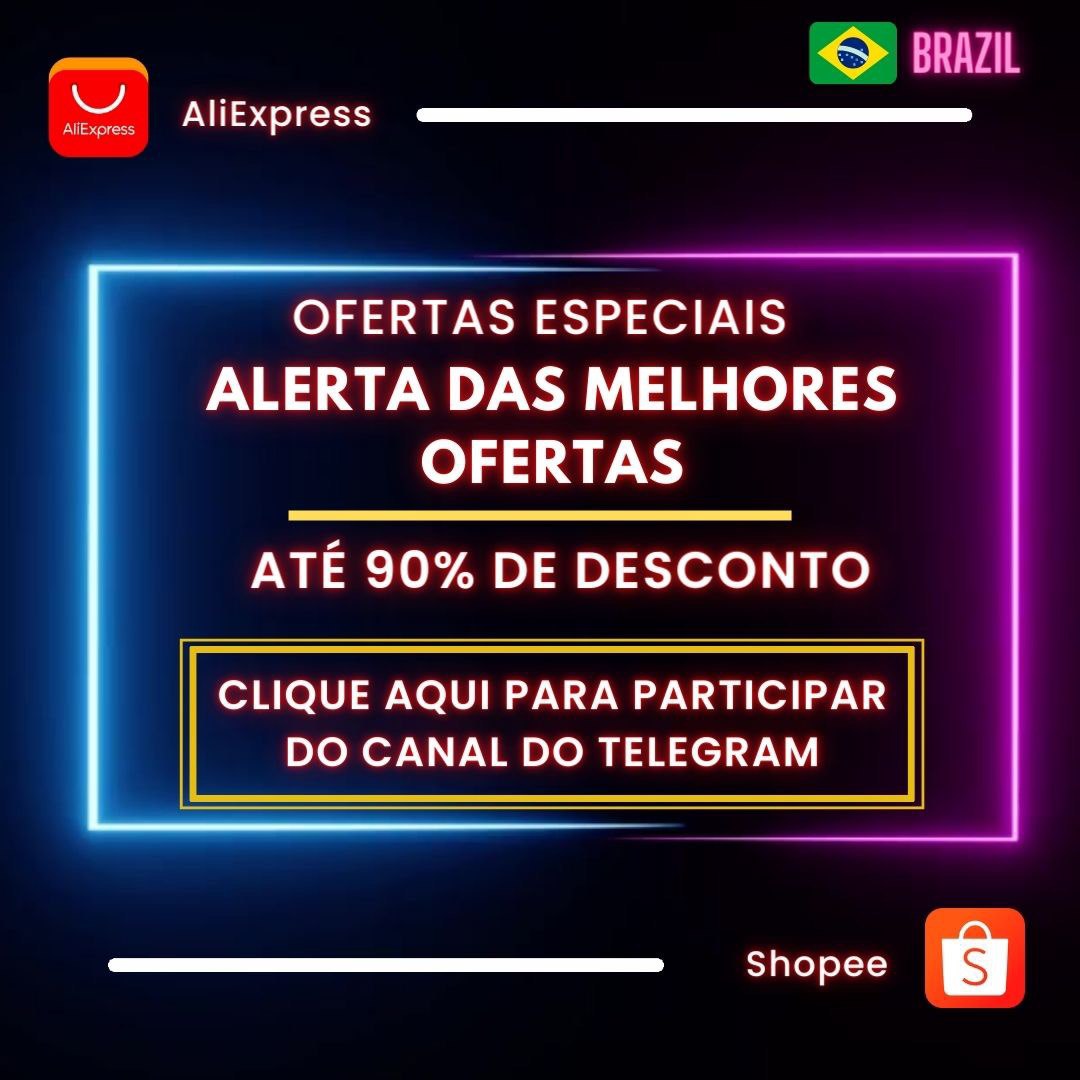 BRAZIL
AliExpress
AliExpress
OFERTAS ESPECIAIS
ALERTA DAS MELHORES
OFERTAS
ATÉ 90% DE DESCONTO
CLIQUE AQUI PARA PARTICIPAR
DO CANAL DO TELEGRAM
Shopee
S